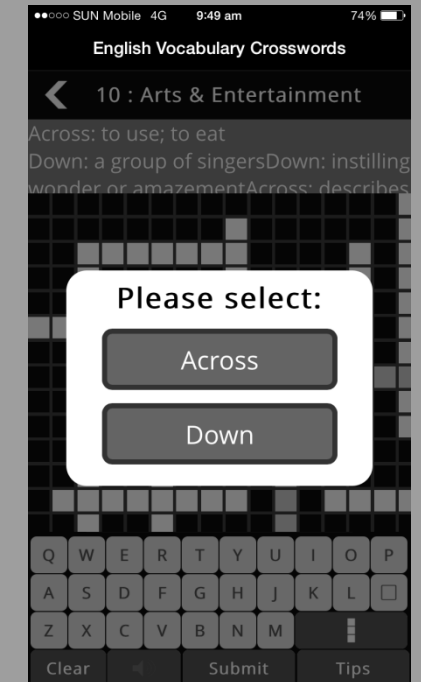 SUN Mobile 4G 9:49 am 74%
English Vocabulary Crosswords
10 : Arts & Entertainment
Across: to use; to eat
Down: a group of singersDown: instilling
wonder or amazementAcross: describes
Please select:
Across
Down
Q W E R T Y U I O P
A S D F G H J K L
Z X C V B N M
Clear Submit Tips